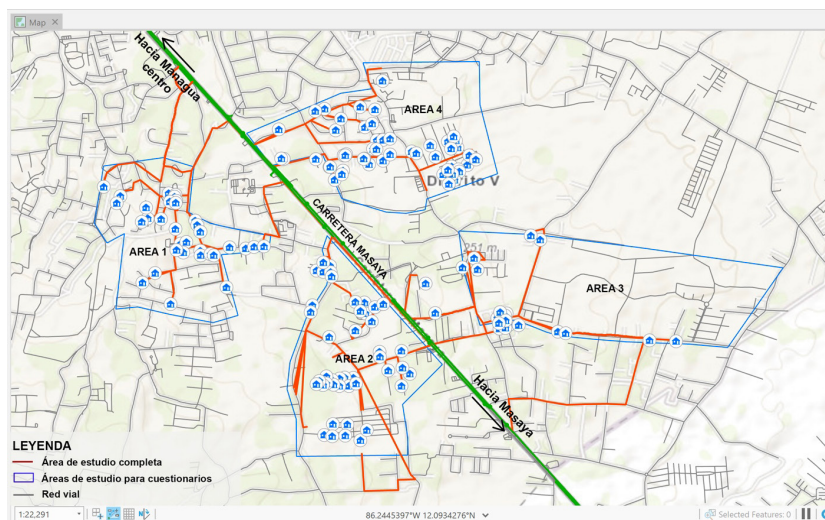 Map
Hacia Managua
centro
AREA 4
Distrito V
CARRETERA MASAYA
AREA 1
251 m
AREA 3
AREA 2
Hacia Masaya
LEYENDA
Área de estudio completa
Áreas de estudio para cuestionarios
Red vial
1:22,291
86.2445397°W 12.0934276°N
Selected Features: 0